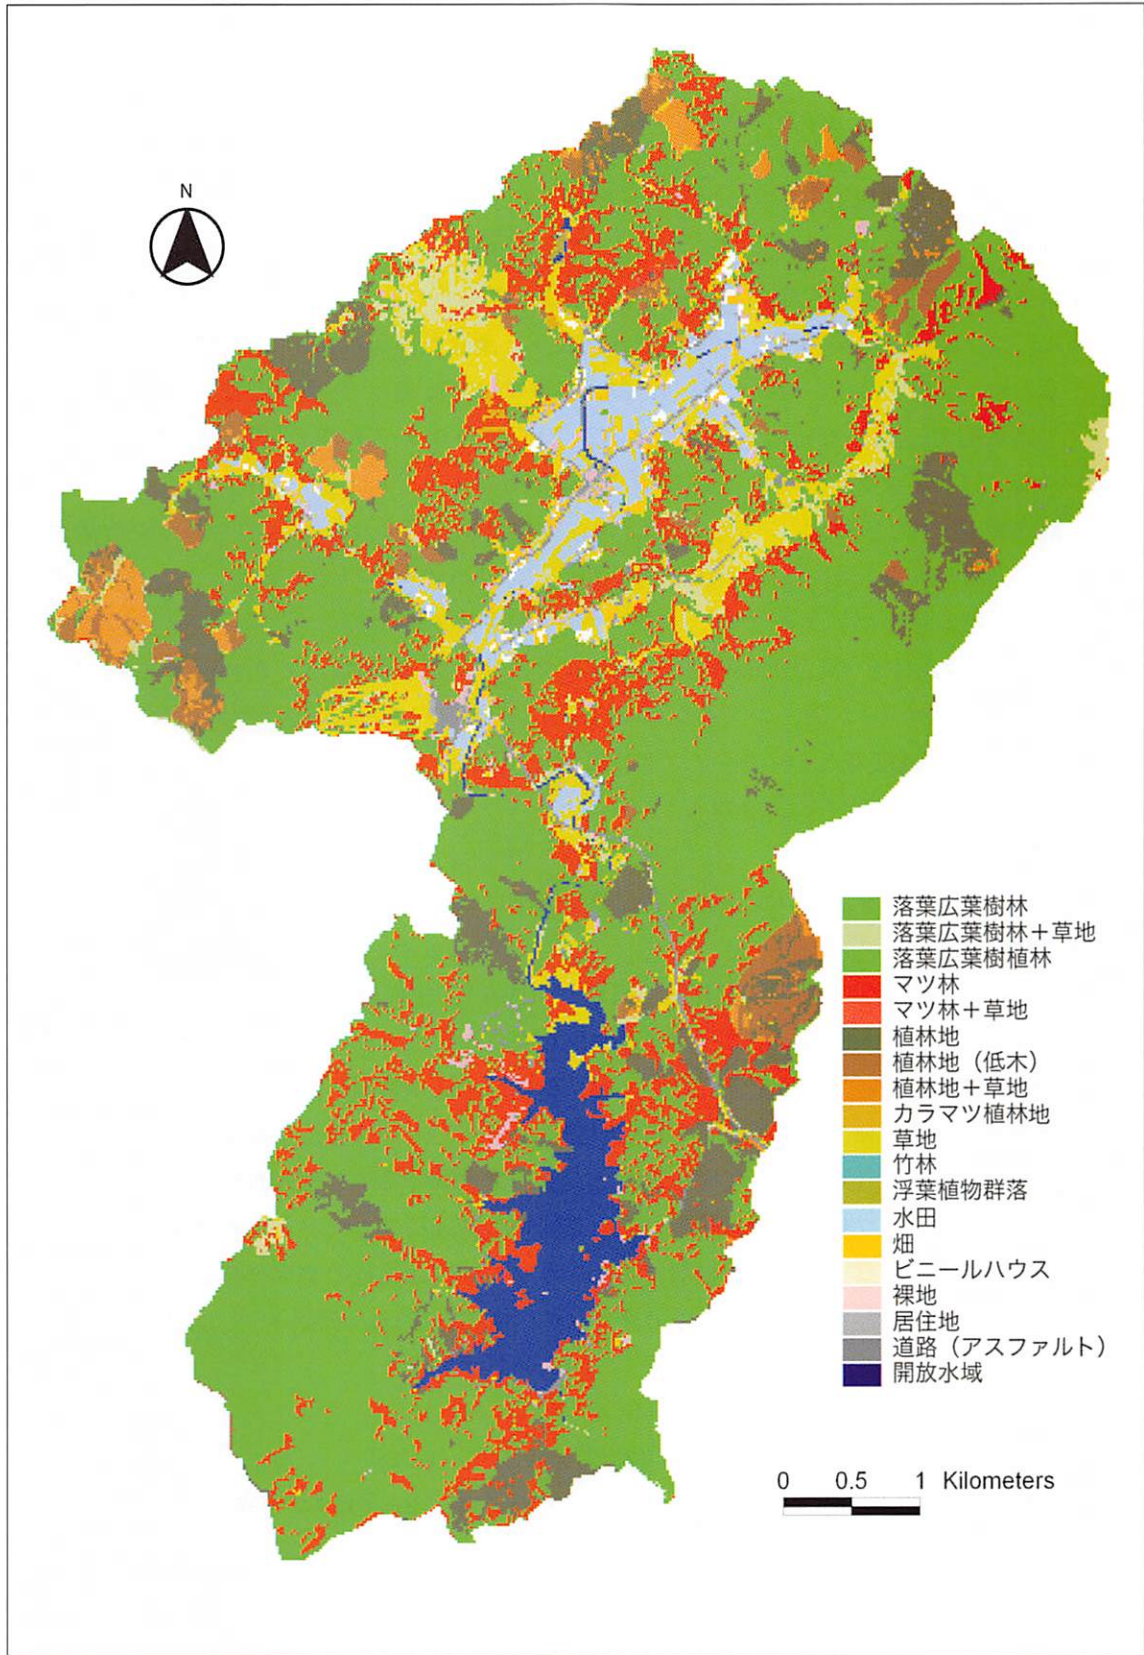 N
落葉広葉樹林
落葉広葉樹林＋草地
落葉広葉樹植林
マツ林
マツ林＋草地
植林地
植林地（低木）
植林地＋草地
カラマツ植林地
草地
竹林
浮葉植物群落
水田
畑
ビニールハウス
裸地
居住地
道路（アスファルト）
開放水域
0 0.5 1 Kilometers